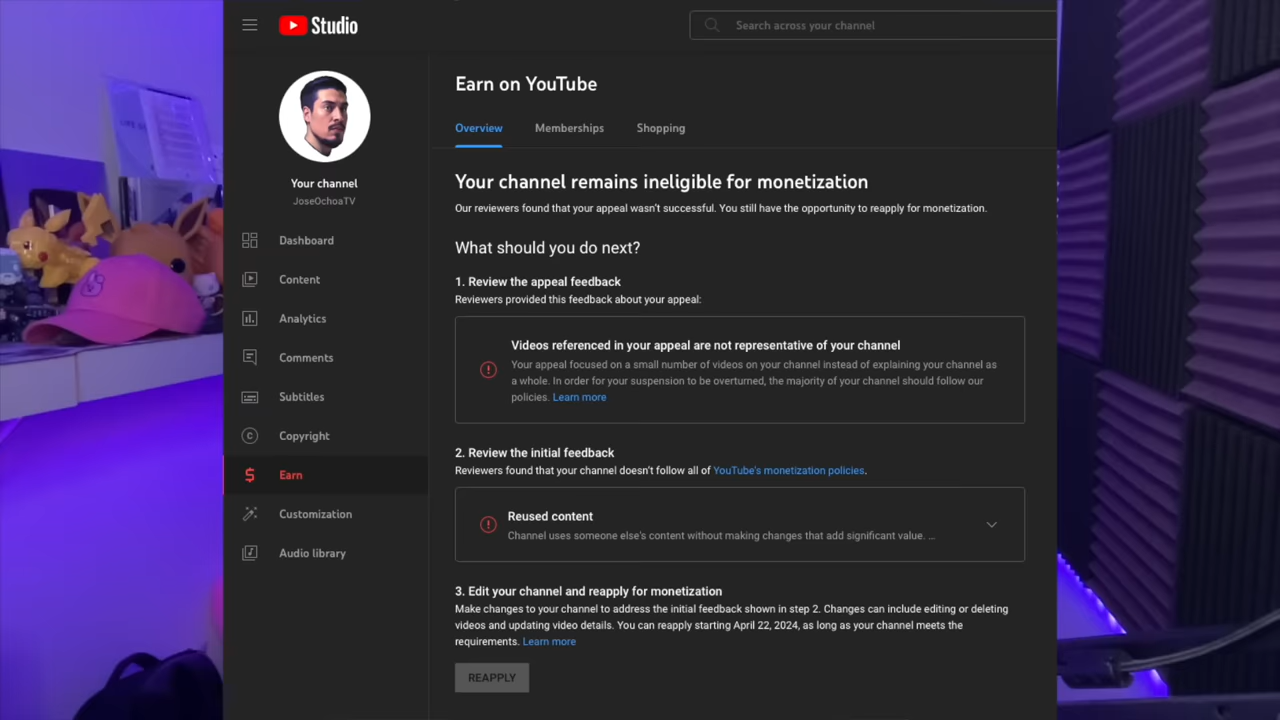 Studio
Search across your channel
Your channel
JoseOchoaTV
Dashboard
Content
Analytics
Comments
Subtitles
Copyright
Earn
Customization
Audio library
Earn on YouTube
Overview Memberships Shopping
Your channel remains ineligible for monetization
Our reviewers found that your appeal wasn't successful. You still have the opportunity to reapply for monetization.
What should you do next?
1. Review the appeal feedback
Reviewers provided this feedback about your appeal:
Videos referenced in your appeal are not representative of your channel
Your appeal focused on a small number of videos on your channel instead of explaining your channel as
a whole. In order for your suspension to be overturned, the majority of your channel should follow our
policies. Learn more
2. Review the initial feedback
Reviewers found that your channel doesn't follow all of YouTube's monetization policies.
Reused content
Channel uses someone else's content without making changes that add significant value. ...
3. Edit your channel and reapply for monetization
Make changes to your channel to address the initial feedback shown in step 2. Changes can include editing or deleting
videos and updating video details. You can reapply starting April 22, 2024, as long as your channel meets the
requirements. Learn more
REAPPLY